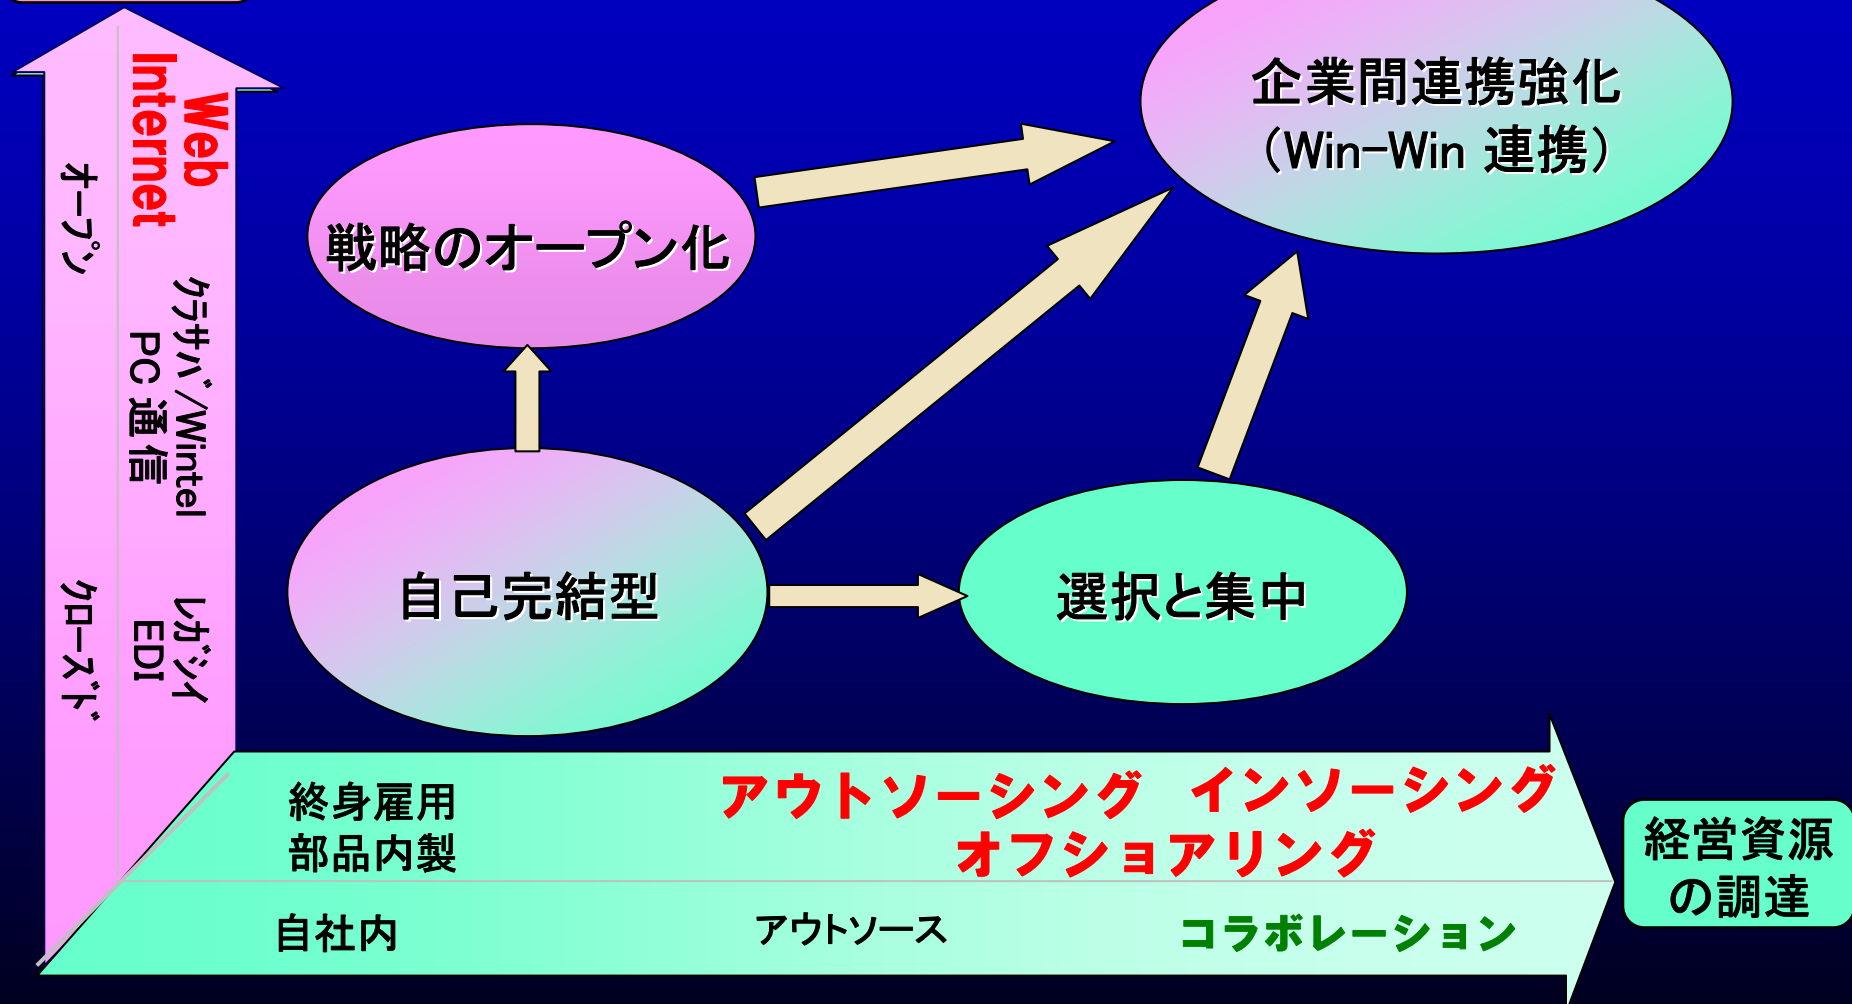 企業間連携強化
（Win-Win 連携）
戦略のオープン化
自己完結型
選択と集中
Web
Internet
オープン
クラサバ/Wintel
PC 通信
レガシイ
EDI
クローズド
終身雇用
部品内製
アウトソーシング インソーシング
オフショアリング
自社内
アウトソース
コラボレーション
経営資源
の調達